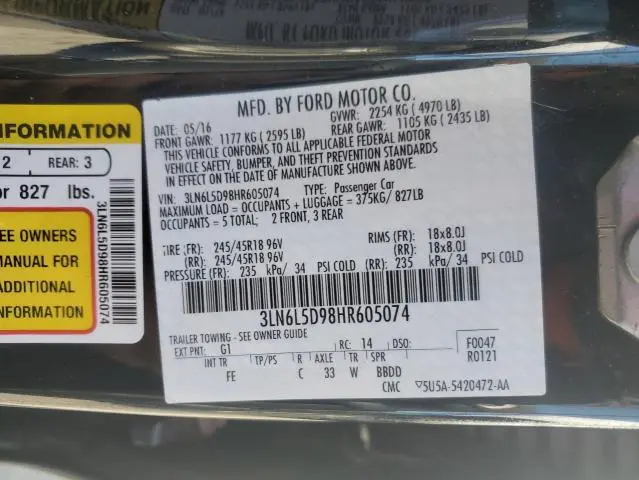 NFORMATION
2 REAR: 3
or 827 lbs.
EE OWNERS
MANUAL FOR
ADDITIONAL
INFORMATION
3LN6L5D98HR605074
MFD. BY FORD MOTOR CO.
DATE: 05/16 GVWR: 2254 KG (4970 LB)
FRONT GAWR: 1177 KG (2595 LB) REAR GAWR: 1105 KG (2435 LB)
THIS VEHICLE CONFORMS TO ALL APPLICABLE FEDERAL MOTOR
VEHICLE SAFETY, BUMPER, AND THEFT PREVENTION STANDARDS
IN EFFECT ON THE DATE OF MANUFACTURE SHOWN ABOVE.
VIN: 3LN6L5D98HR605074 TYPE: Passenger Car
MAXIMUM LOAD = OCCUPANTS + LUGGAGE = 375KG/ 827LB
OCCUPANTS = 5 TOTAL; 2 FRONT, 3 REAR
TIRE (FR): 245/45R18 96V RIMS (FR): 18x8.0J
(RR): 245/45R18 96V (RR): 18x8.0J
PRESSURE (FR): 235 kPa/ 34 PSI COLD (RR): 235 kPa/ 34 PSI COLD
3LN6L5D98HR605074
TRAILER TOWING - SEE OWNER GUIDE
EXT PNT: G1 RC: 14 DSO: F0047
INT TR TP/PS R AXLE TR SPR R0121
FE C 33 W BBDD
CMC ▽5U5A-5420472-AA